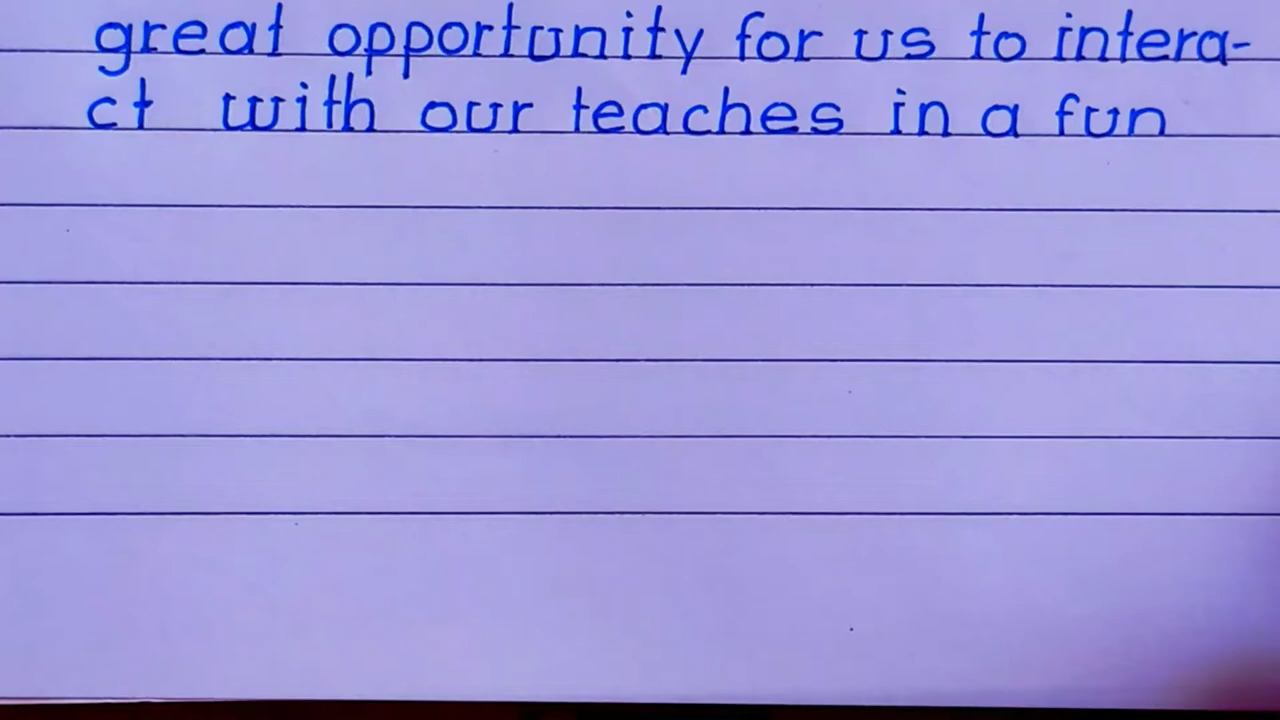 great opportunity for us to intera-
ct with our teaches in a fun